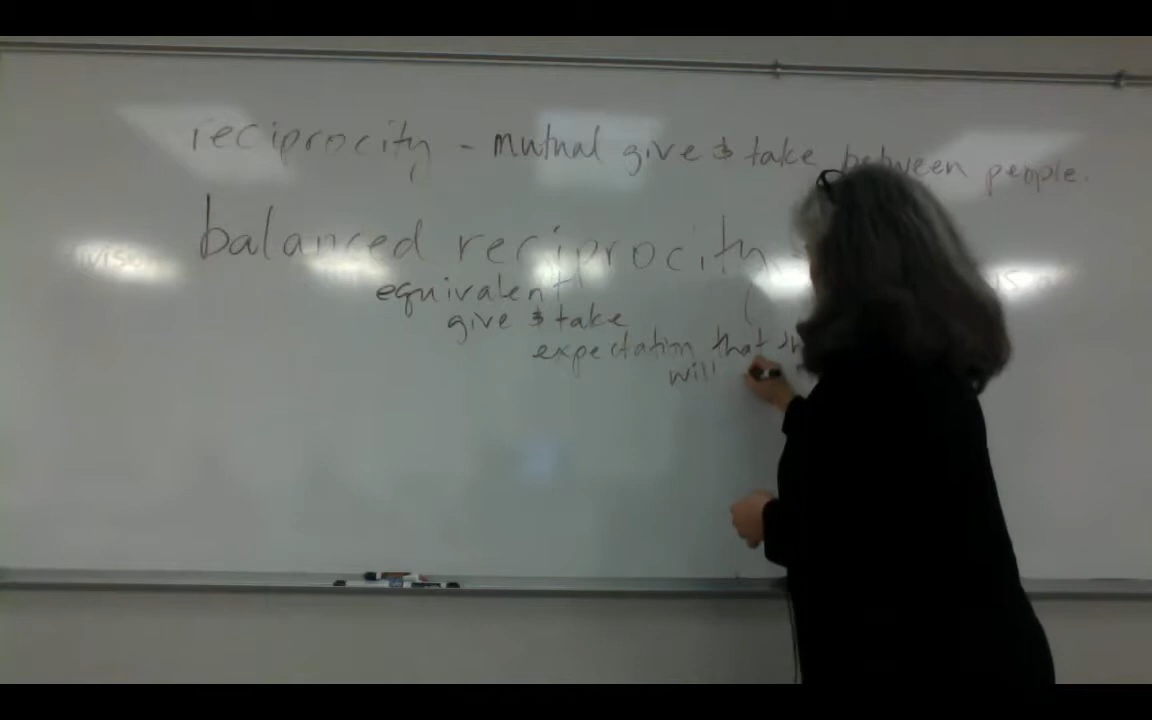 reciprocity - mutual give & take between people.
balanced reciprocity -
equivalent
give & take
expectation that
will